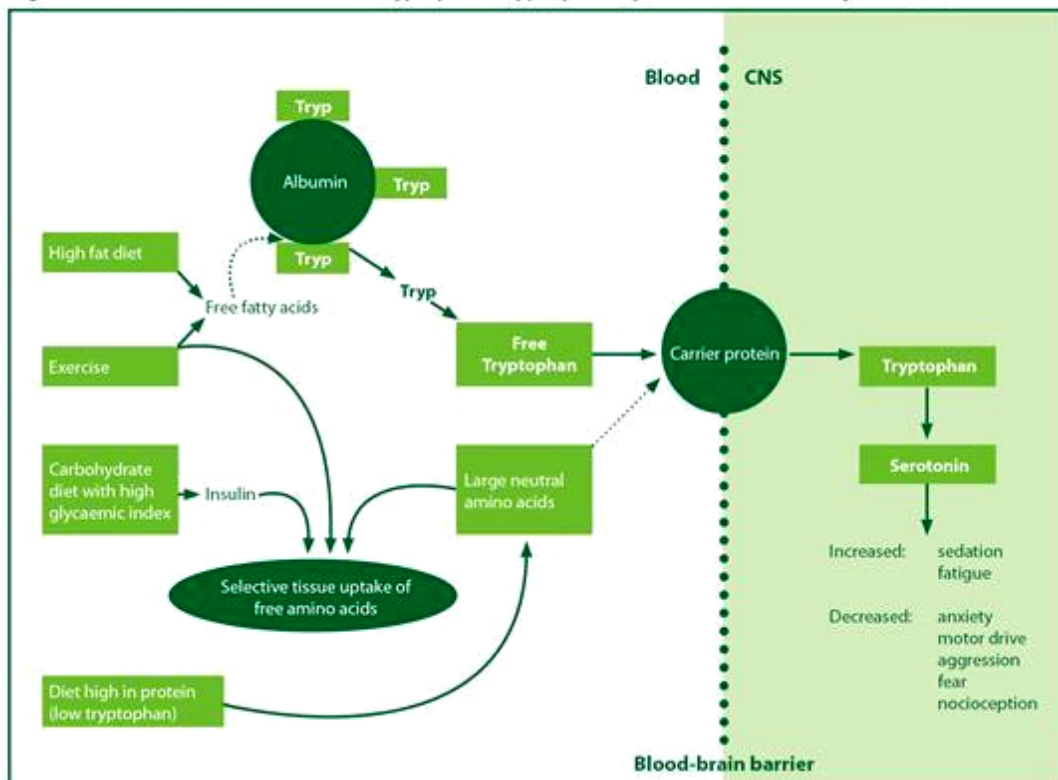 Blood
CNS
Tryp
Albumin
Tryp
Tryp
High fat diet
Free fatty acids
Tryp
Exercise
Free
Tryptophan
Carrier protein
Tryptophan
Carbohydrate
diet with high
glycaemic index
Insulin
Large neutral
amino acids
Serotonin
Selective tissue uptake of
free amino acids
Increased: sedation
fatigue
Decreased: anxiety
motor drive
aggression
fear
nocioception
Diet high in protein
(low tryptophan)
Blood-brain barrier